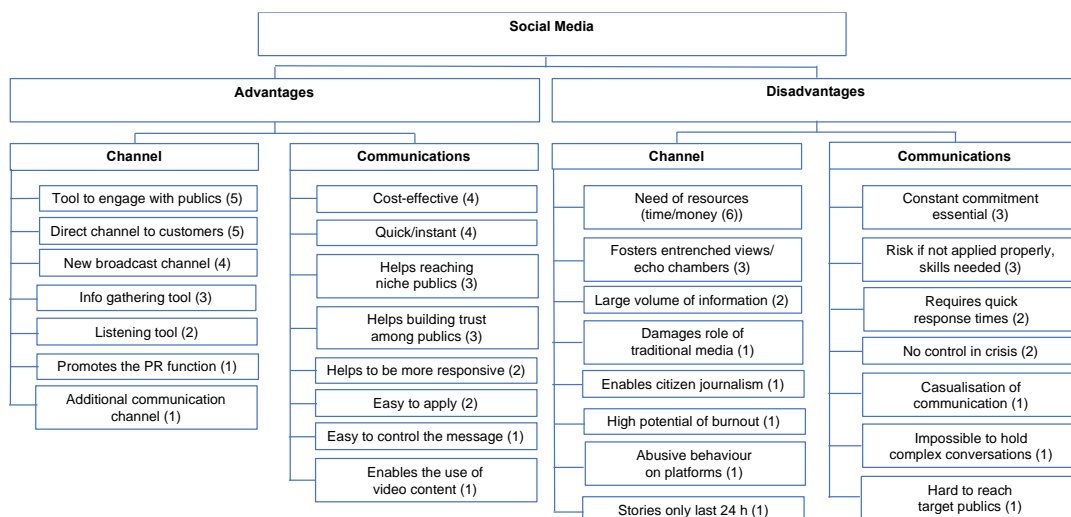 Social Media
Advantages
Disadvantages
Channel
Tool to engage with publics (5)
Direct channel to customers (5)
New broadcast channel (4)
Info gathering tool (3)
Listening tool (2)
Promotes the PR function (1)
Additional communication
channel (1)
Communications
Cost-effective (4)
Quick/instant (4)
Helps reaching
niche publics (3)
Helps building trust
among publics (3)
Helps to be more responsive (2)
Easy to apply (2)
Easy to control the message (1)
Enables the use of
video content (1)
Channel
Need of resources
(time/money (6))
Fosters entrenched views/
echo chambers (3)
Large volume of information (2)
Damages role of
traditional media (1)
Enables citizen journalism (1)
High potential of burnout (1)
Abusive behaviour
on platforms (1)
Stories only last 24 h (1)
Communications
Constant commitment
essential (3)
Risk if not applied properly,
skills needed (3)
Requires quick
response times (2)
No control in crisis (2)
Casualisation of
communication (1)
Impossible to hold
complex conversations (1)
Hard to reach
target publics (1)